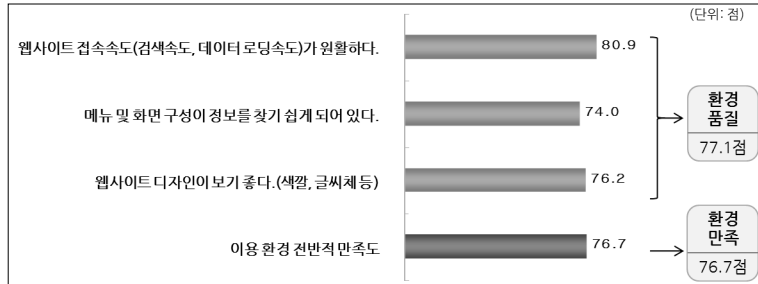 (단위: 점)
웹사이트 접속속도(검색속도, 데이터 로딩속도)가 원활하다.
80.9
메뉴 및 화면 구성이 정보를 찾기 쉽게 되어 있다.
74.0
웹사이트 디자인이 보기 좋다.(색깔, 글씨체 등)
76.2
환경
품질
77.1점
이용 환경 전반적 만족도
76.7
환경
만족
76.7점